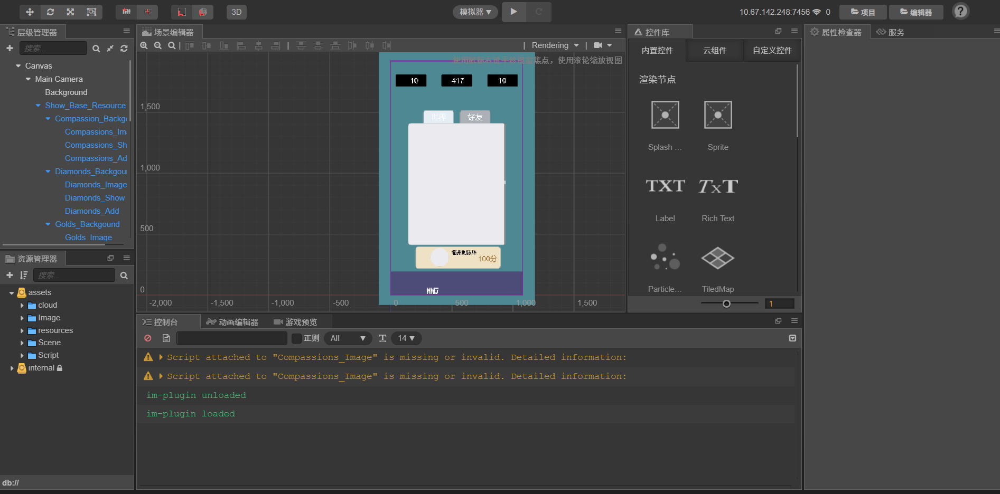 3D
模拟器
10.67.142.248:7456
0
项目
编辑器
层级管理器
搜索...
Canvas
Main Camera
Background
Show_Base_Resource
Compassion_Backg
Compassions_Im
Compassions_Sh
Compassions_Ad
Diamonds_Backgou
Diamonds_Image
Diamonds_Show
Diamonds_Add
Golds_Backgound
Golds_Image
资源管理器
搜索...
assets
cloud
Image
resources
Scene
Script
internal
db://
场景编辑器
Rendering
焦点，使用滚轮缩放视图
10
417
10
世界
好友
100分
排行
1,500
1,000
500
0
-2,000
-1,500
-1,000
-500
0
500
1,000
1,500
控件库
内置控件
云组件
自定义控件
渲染节点
Splash ...
Sprite
TXT
TxT
Label
Rich Text
Particle...
TiledMap
1
控制台
动画编辑器
游戏预览
正则
All
14
Script attached to "Compassions_Image" is missing or invalid. Detailed information:
Script attached to "Compassions_Image" is missing or invalid. Detailed information:
im-plugin unloaded
im-plugin loaded
属性检查器
服务